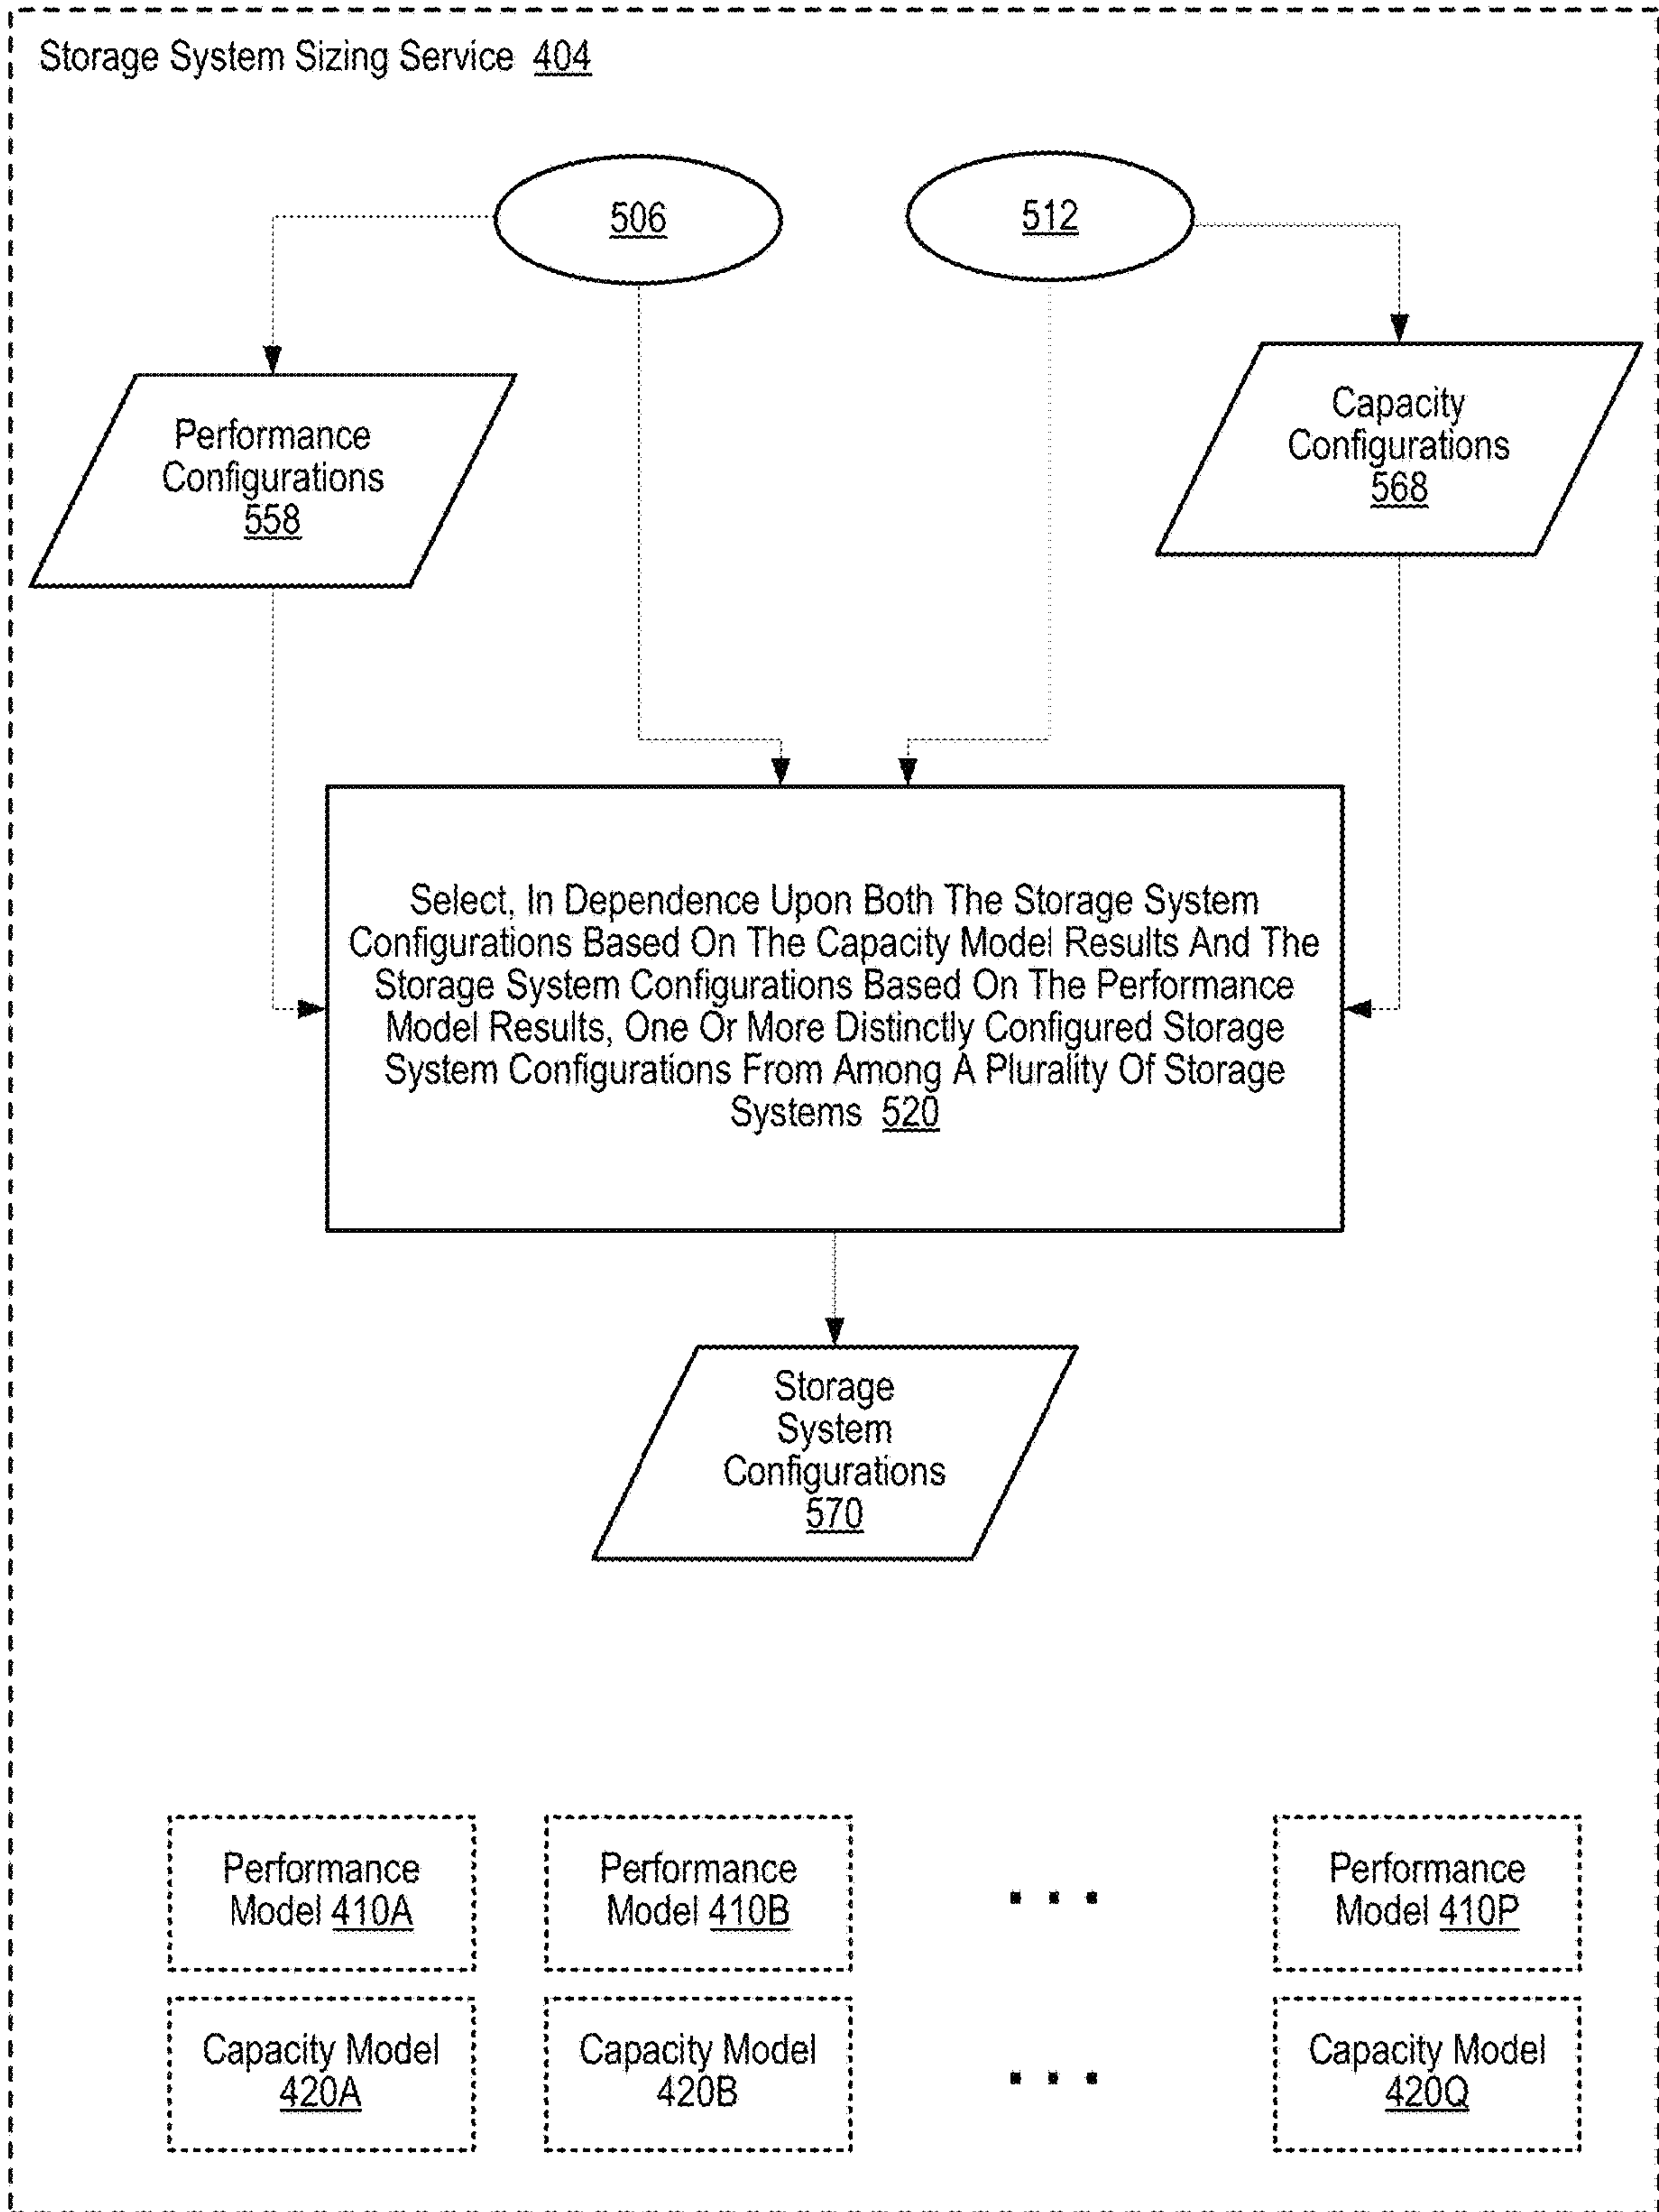 Storage System Sizing Service 404
506
512
Performance
Configurations
558
Capacity
Configurations
568
Select, In Dependence Upon Both The Storage System
Configurations Based On The Capacity Model Results And The
Storage System Configurations Based On The Performance
Model Results, One Or More Distinctly Configured Storage
System Configurations From Among A Plurality Of Storage
Systems 520
Storage
System
Configurations
570
Performance
Model 410A
Performance
Model 410B
Performance
Model 410P
Capacity Model
420A
Capacity Model
420B
Capacity Model
420Q